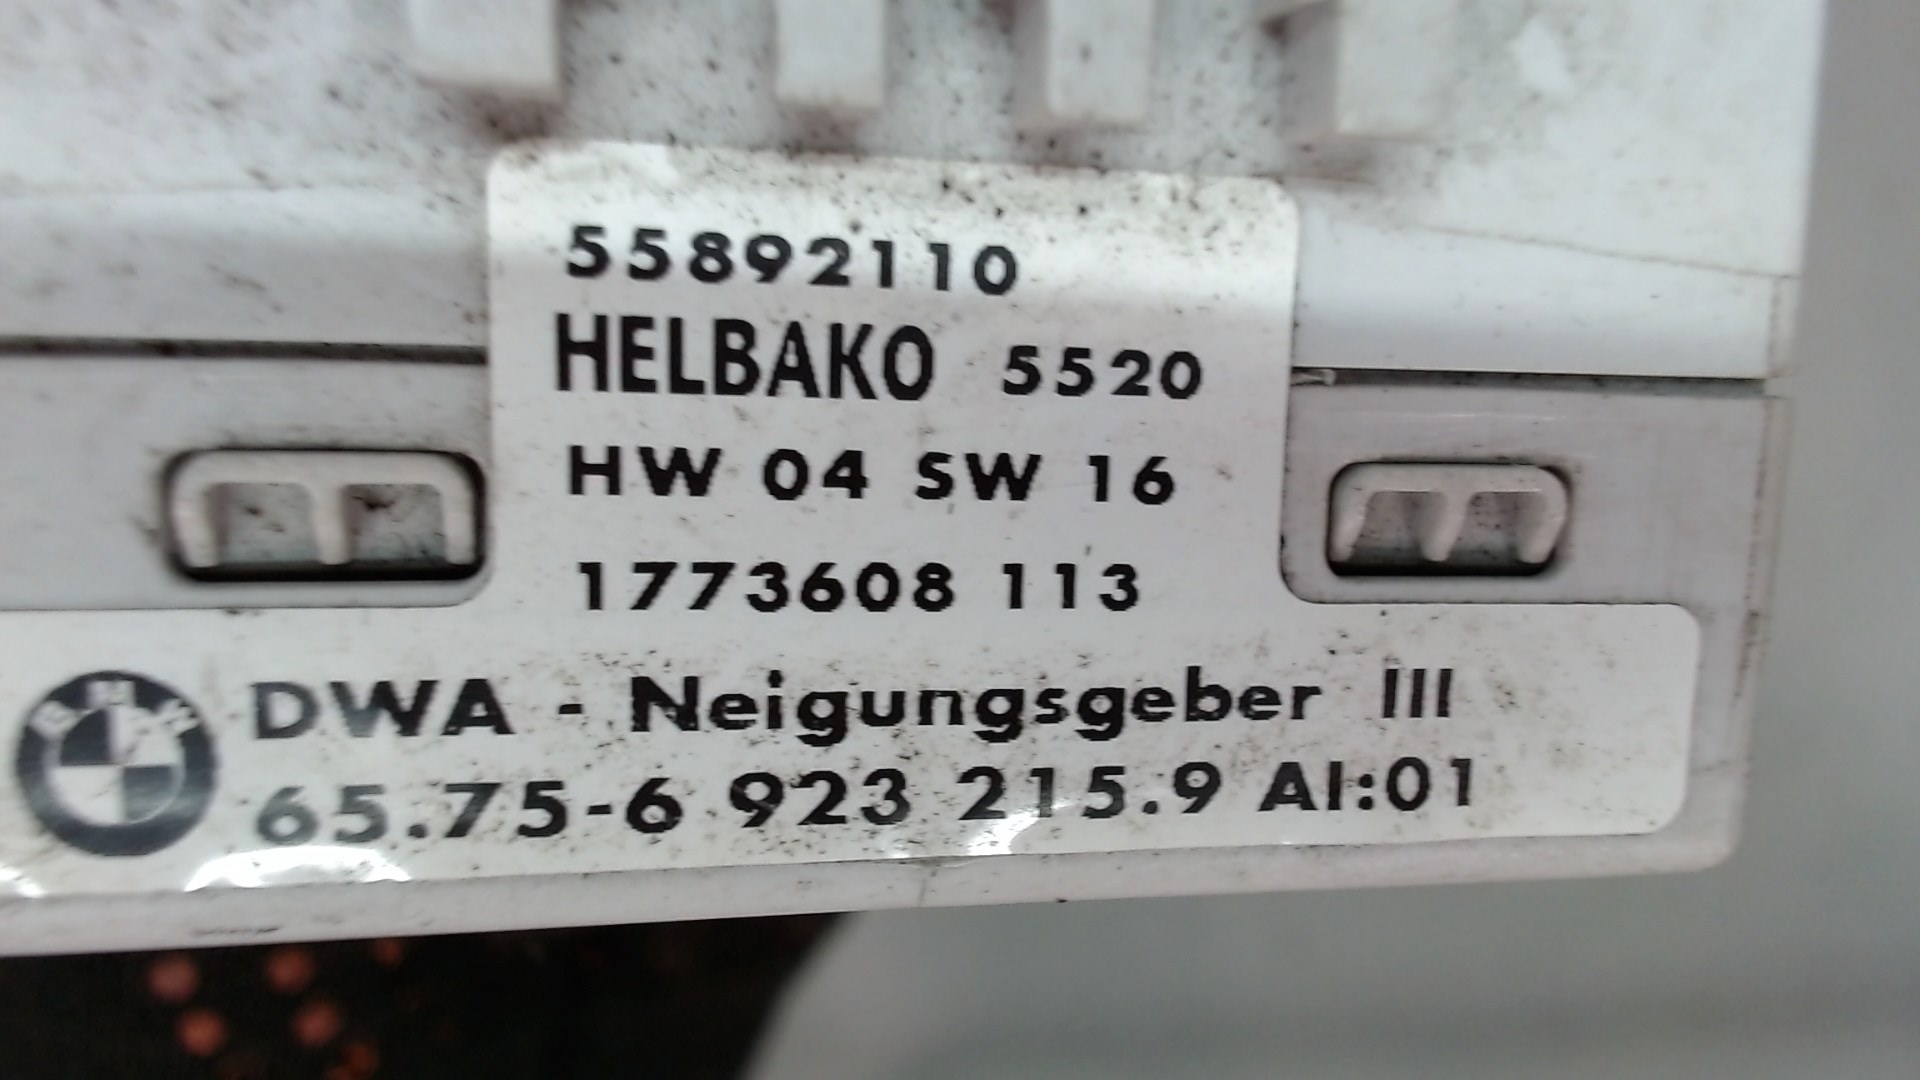 55892110
HELBAKO 5520
HW 04 SW 16
1773608 113
BMW
DWA - Neigungsgeber III
65.75-6 923 215.9 AI:01